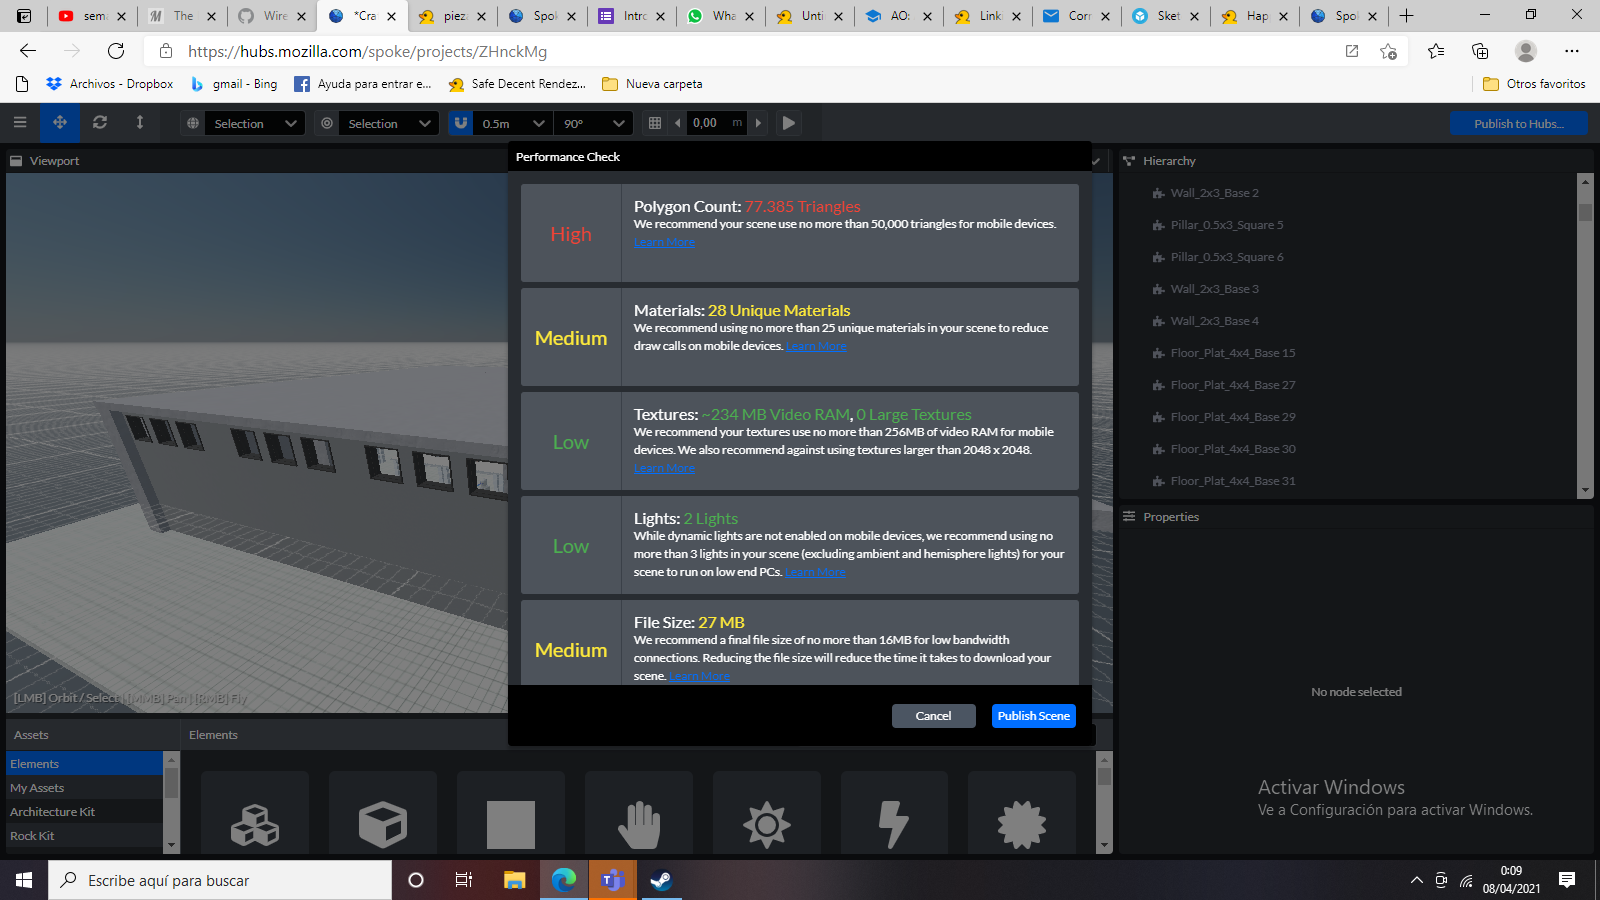 sem
The
Wire
*Cra
pieza
Spok
Intro
Wha
Unti
AO:
Linki
Corr
Sket
Happ
Spok
https://hubs.mozilla.com/spoke/projects/ZHnckMg
Archivos - Dropbox
gmail - Bing
Ayuda para entrar e...
Safe Decent Rendez...
Nueva carpeta
Otros favoritos
Selection
Selection
0.5m
90°
0,00 m
Publish to Hubs...
Viewport
Performance Check
High
Polygon Count: 77.385 Triangles
We recommend your scene use no more than 50,000 triangles for mobile devices.
Learn More
Medium
Materials: 28 Unique Materials
We recommend using no more than 25 unique materials in your scene to reduce
draw calls on mobile devices. Learn More
Low
Textures: ~234 MB Video RAM, 0 Large Textures
We recommend your textures use no more than 256MB of video RAM for mobile
devices. We also recommend against using textures larger than 2048 x 2048.
Learn More
Low
Lights: 2 Lights
While dynamic lights are not enabled on mobile devices, we recommend using no
more than 3 lights in your scene (excluding ambient and hemisphere lights) for your
scene to run on low end PCs. Learn More
Medium
File Size: 27 MB
We recommend a final file size of no more than 16MB for low bandwidth
connections. Reducing the file size will reduce the time it takes to download your
scene. Learn More
Cancel
Publish Scene
[LMB] Orbit / Select | [MMB] Pan | [RMB] Fly
Hierarchy
Wall_2x3_Base 2
Pillar_0.5x3_Square 5
Pillar_0.5x3_Square 6
Wall_2x3_Base 3
Wall_2x3_Base 4
Floor_Plat_4x4_Base 15
Floor_Plat_4x4_Base 27
Floor_Plat_4x4_Base 29
Floor_Plat_4x4_Base 30
Floor_Plat_4x4_Base 31
Properties
No node selected
Assets
Elements
Elements
My Assets
Architecture Kit
Rock Kit
Activar Windows
Ve a Configuración para activar Windows.
Escribe aquí para buscar
0:09
08/04/2021